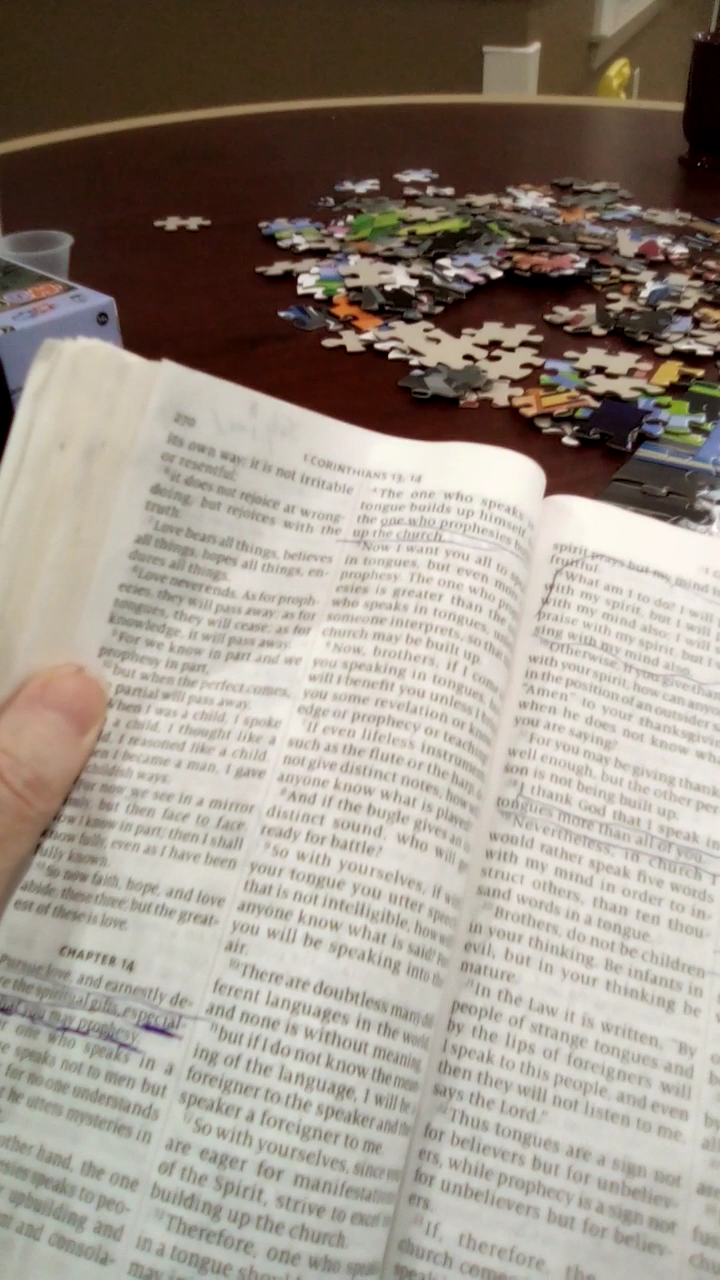 270
1 CORINTHIANS 13, 14
its own way; it is not irritable
or resentful;
it does not rejoice at wrong-
doing, but rejoices with the
truth.
Love bears all things, believes
all things, hopes all things, en-
dures all things.
Love never ends. As for proph-
ecies, they will pass away; as for
tongues, they will cease; as for
knowledge, it will pass away.
For we know in part and we
prophesy in part,
but when the perfect comes,
partial will pass away.
When I was a child, I spoke
a child, I thought like a
I reasoned like a child.
I became a man, I gave
childish ways.
For now we see in a mirror
but then face to face.
now I know in part; then I shall
know fully, even as I have been
fully known.
So now faith, hope, and love
abide, these three; but the great-
est of these is love.
CHAPTER 14
Pursue love, and earnestly de-
the spiritual gifts, especial-
you may prophesy.
one who speaks in a
speaks not to men but
for no one understands
he utters mysteries in
other hand, the one
speaks to peo-
upbuilding and
and consola-
The one who speaks in
tongue builds up himself,
the one who prophesies
up the church.
Now I want you all to
in tongues, but even more
prophesy. The one who
esies is greater than the
who speaks in tongues,
someone interprets, so the
church may be built up.
Now, brothers, if I come
you speaking in tongues,
will I benefit you unless I
you some revelation or
edge or prophecy or teaching
If even lifeless instruments
such as the flute or the harp,
not give distinct notes, how
anyone know what is played
And if the bugle gives an
distinct sound, who will
ready for battle?
So with yourselves, if
your tongue you utter
that is not intelligible, how
anyone know what is said?
you will be speaking into the
air.
There are doubtless many
ferent languages in the world
and none is without meaning
but if I do not know the
ing of the language, I will be
foreigner to the speaker and the
speaker a foreigner to me.
So with yourselves, since
are eager for manifestations
of the Spirit, strive to excel in
building up the church.
Therefore, one who
in a tongue
may
spirit prays but my mind
fruitful.
What am I to do? I will
with my spirit, but I will
with my mind also; I will
praise with my spirit, but I
sing with my mind also.
Otherwise, if you give
with your spirit, how can
in the position of an outsider
"Amen" to your thanksgiving
when he does not know
you are saying?
For you may be giving thanks
well enough, but the other per-
son is not being built up.
I thank God that I speak in
tongues more than all of you.
Nevertheless, in church I
would rather speak five words
with my mind in order to in-
struct others, than ten thou-
sand words in a tongue.
Brothers, do not be children
in your thinking. Be infants in
evil, but in your thinking be
mature.
In the Law it is written, "By
people of strange tongues and
by the lips of foreigners will
I speak to this people, and even
then they will not listen to me,
says the Lord."
Thus tongues are a sign not
for believers but for unbeliev-
ers, while prophecy is a sign not
for unbelievers but for believ-
ers.
If, therefore, the
church